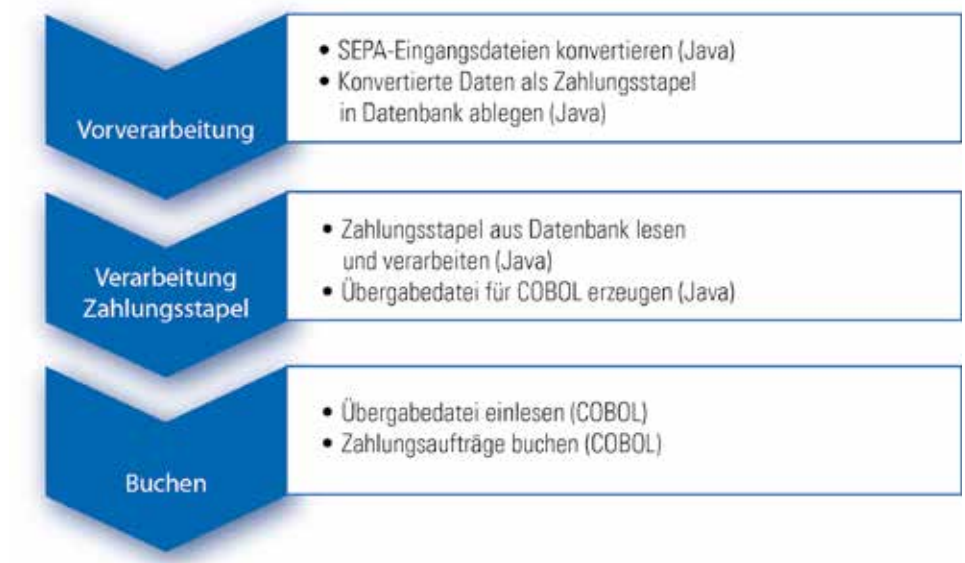 Vorverarbeitung
• SEPA-Eingangsdateien konvertieren (Java)
• Konvertierte Daten als Zahlungsstapel
in Datenbank ablegen (Java)
Verarbeitung
Zahlungsstapel
• Zahlungsstapel aus Datenbank lesen
und verarbeiten (Java)
• Übergabedatei für COBOL erzeugen (Java)
Buchen
• Übergabedatei einlesen (COBOL)
• Zahlungsaufträge buchen (COBOL)